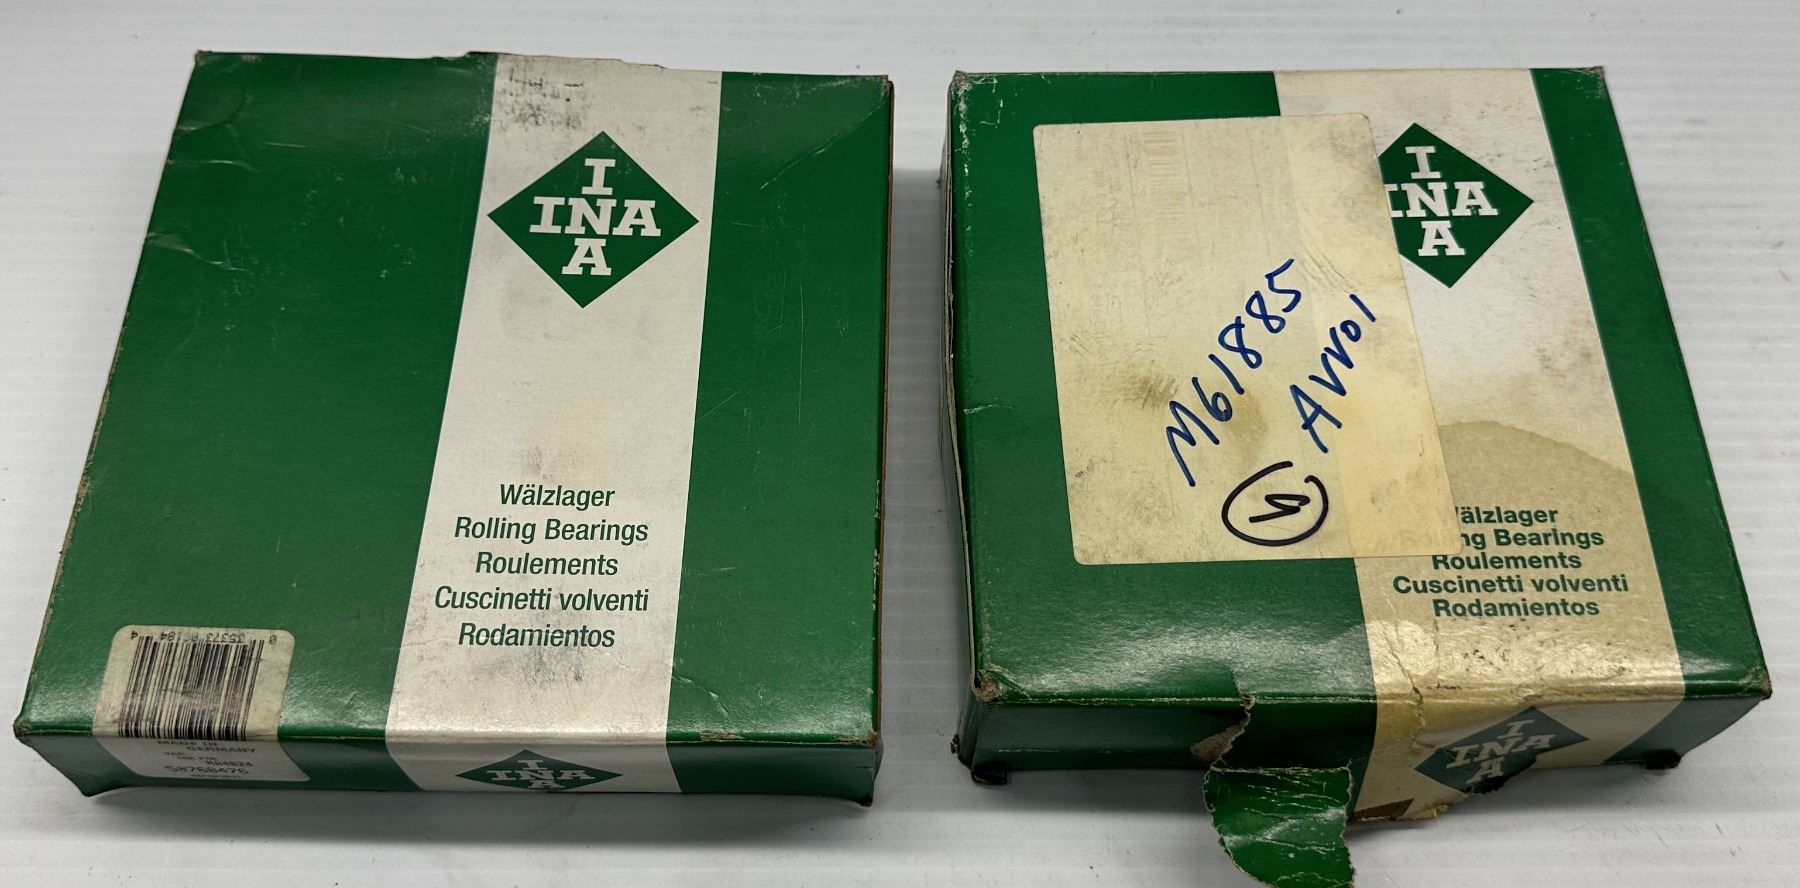 I
INA
A
Wälzlager
Rolling Bearings
Roulements
Cuscinetti volventi
Rodamientos
MADE IN
GERMANY
I
INA
A
I
INA
A
M61885
Wälzlager
Rolling Bearings
Roulements
Cuscinetti volventi
Rodamientos
I
INA
A